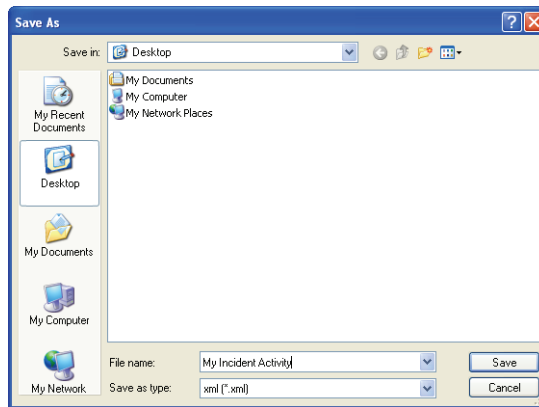 Save As
Save in: Desktop
My Recent
Documents
Desktop
My Documents
My Computer
My Network
My Documents
My Computer
My Network Places
File name: My Incident Activity Save
Save as type: xml (*.xml) Cancel